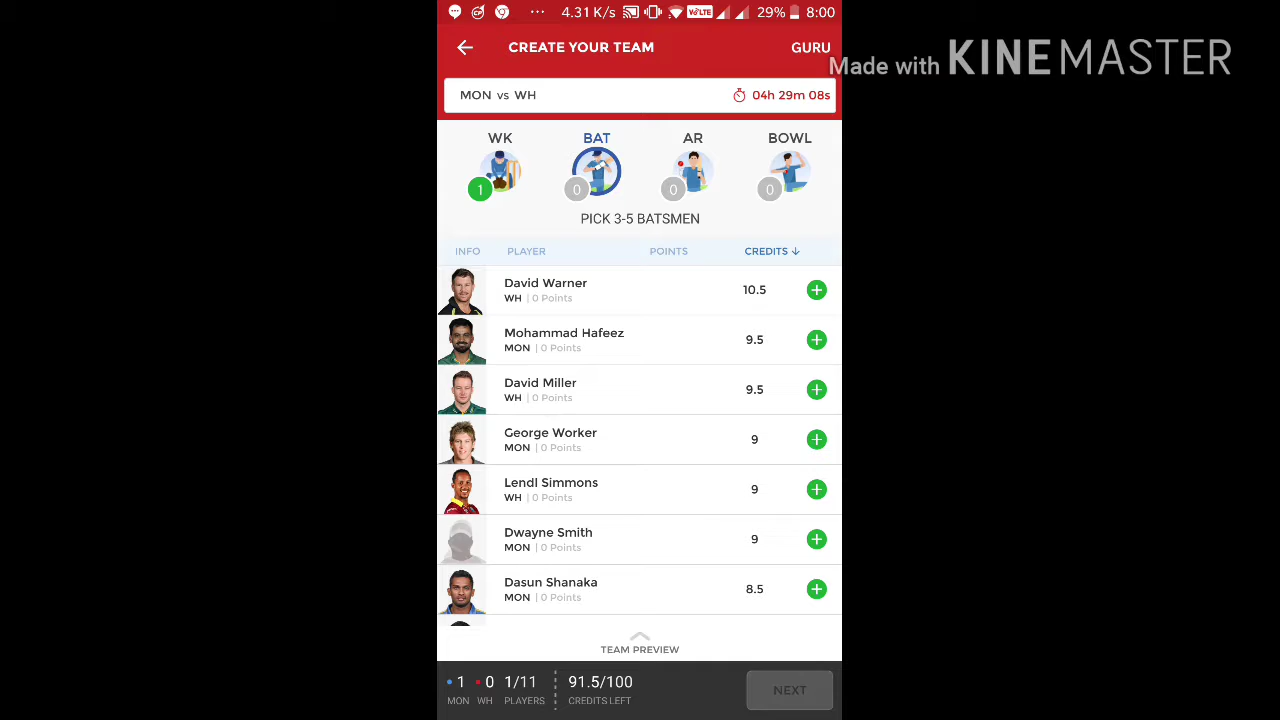 4.31 K/s VoLTE 29% 8:00
CREATE YOUR TEAM GURU
Made with KINEMASTER
MON vs WH 04h 29m 08s
WK BAT AR BOWL
1 0 0 0
PICK 3-5 BATSMEN
INFO PLAYER POINTS CREDITS
David Warner
WH | 0 Points
10.5
Mohammad Hafeez
MON | 0 Points
9.5
David Miller
WH | 0 Points
9.5
George Worker
MON | 0 Points
9
Lendl Simmons
WH | 0 Points
9
Dwayne Smith
MON | 0 Points
9
Dasun Shanaka
MON | 0 Points
8.5
TEAM PREVIEW
1 0 1/11 91.5/100
MON WH PLAYERS CREDITS LEFT
NEXT